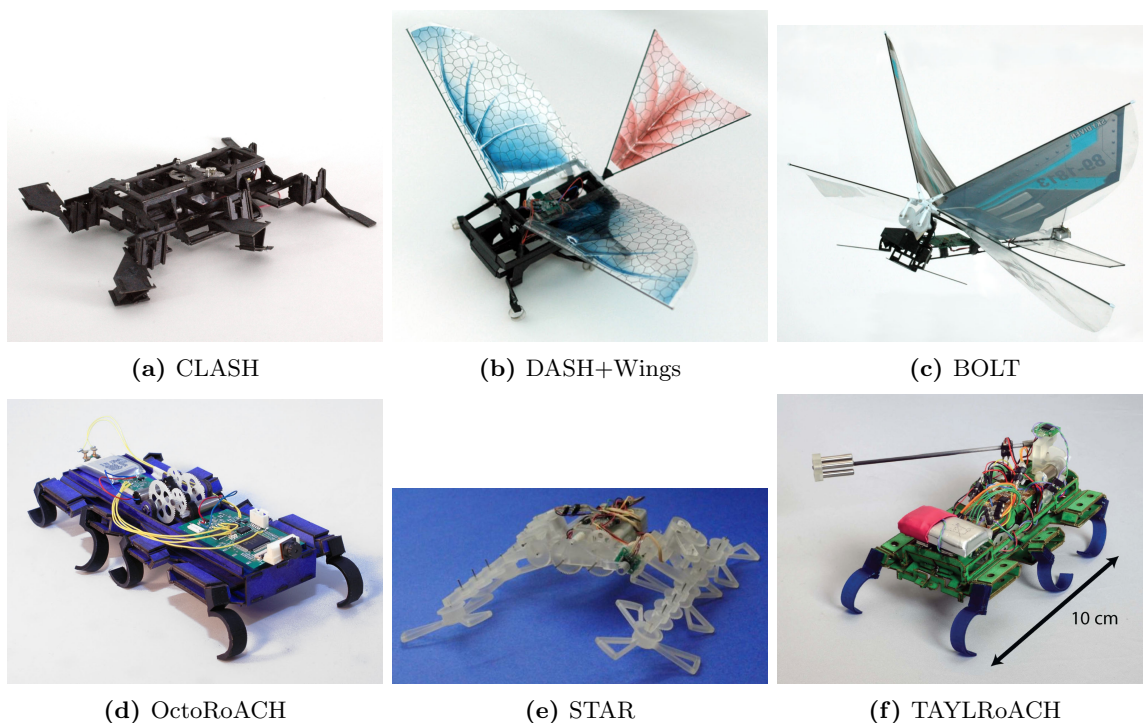 (a) CLASH
(b) DASH+Wings
(c) BOLT
10 cm
(d) OctoRoACH
(e) STAR
(f) TAYLRoACH